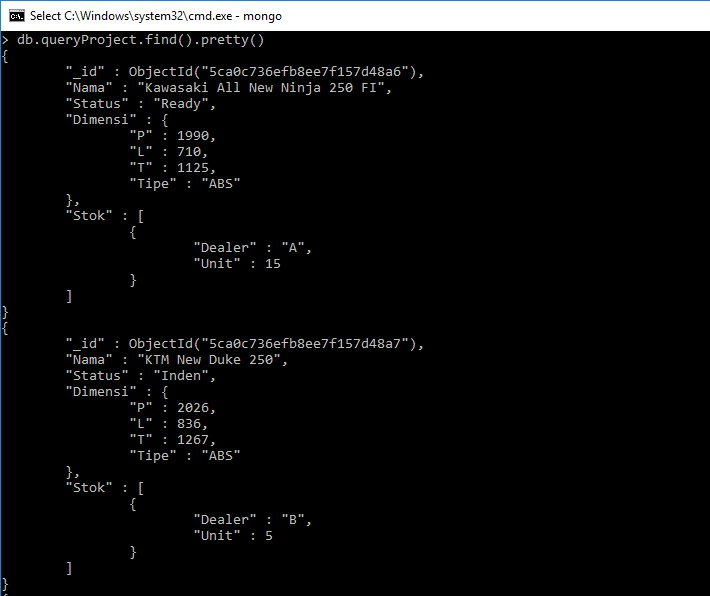 Select C:\Windows\system32\cmd.exe - mongo
> db.queryProject.find().pretty()
{
"_id" : ObjectId("5ca0c736efb8ee7f157d48a6"),
"Nama" : "Kawasaki All New Ninja 250 FI",
"Status" : "Ready",
"Dimensi" : {
"P" : 1990,
"L" : 710,
"T" : 1125,
"Tipe" : "ABS"
},
"Stok" : [
{
"Dealer" : "A",
"Unit" : 15
}
]
}
{
"_id" : ObjectId("5ca0c736efb8ee7f157d48a7"),
"Nama" : "KTM New Duke 250",
"Status" : "Inden",
"Dimensi" : {
"P" : 2026,
"L" : 836,
"T" : 1267,
"Tipe" : "ABS"
},
"Stok" : [
{
"Dealer" : "B",
"Unit" : 5
}
]
}
{